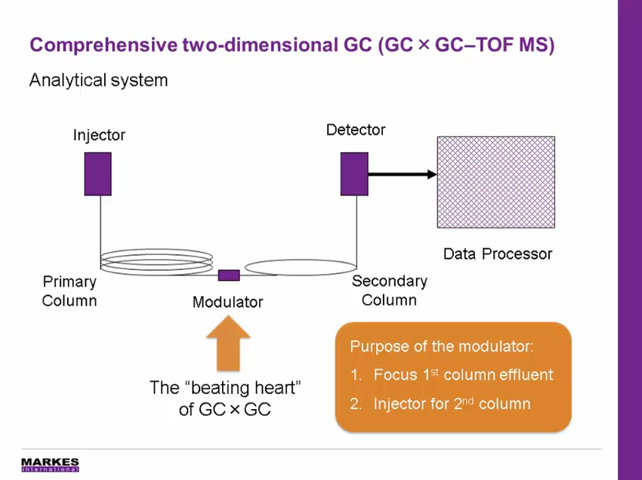 Comprehensive two-dimensional GC (GC × GC–TOF MS)
Analytical system
Injector
Detector
Data Processor
Primary
Column
Modulator
Secondary
Column
The “beating heart”
of GC × GC
Purpose of the modulator:
1. Focus 1st column effluent
2. Injector for 2nd column
MARKES
international